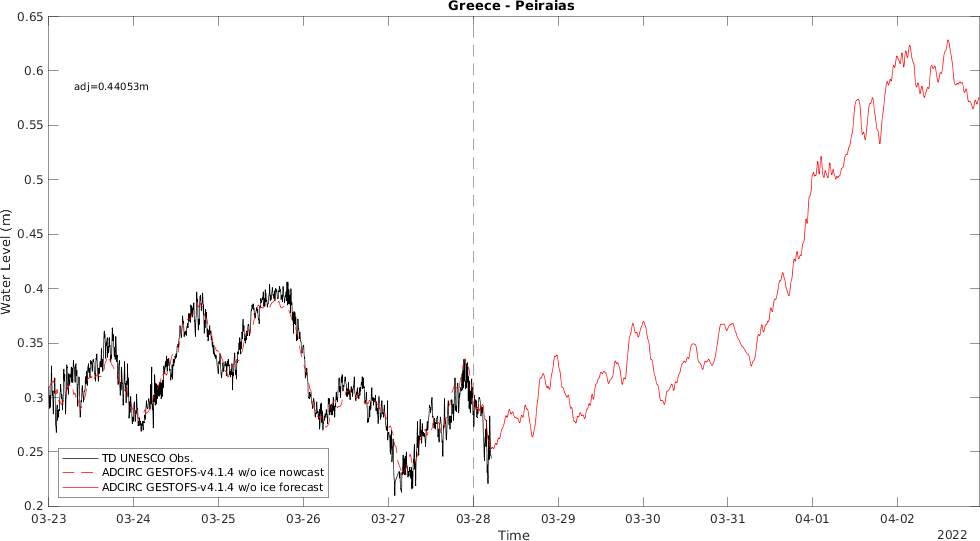 Greece - Peiraias
0.65
0.6
0.55
0.5
0.45
0.4
0.35
0.3
0.25
0.2
Water Level (m)
adj=0.44053m
TD UNESCO Obs.
ADCIRC GESTOFS-v4.1.4 w/o ice nowcast
ADCIRC GESTOFS-v4.1.4 w/o ice forecast
03-23 03-24 03-25 03-26 03-27 03-28 03-29 03-30 03-31 04-01 04-02
Time
2022